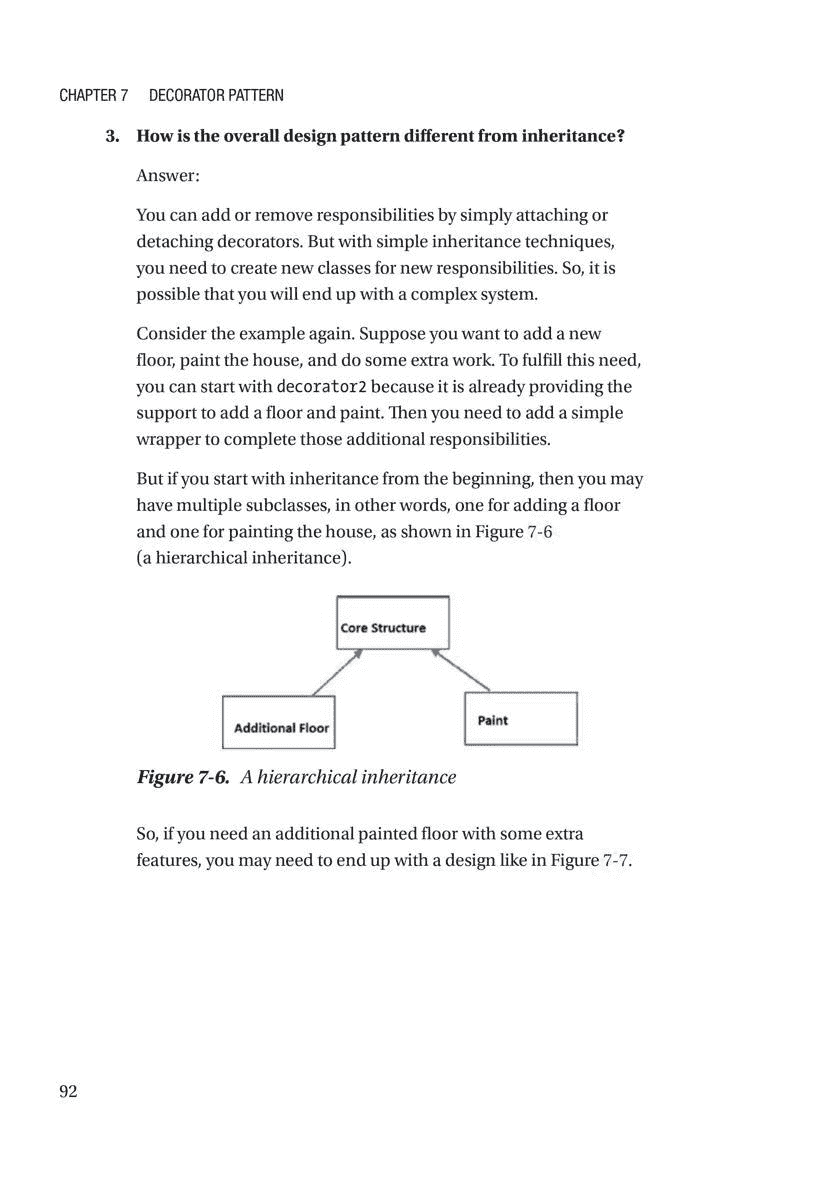 CHAPTER 7 DECORATOR PATTERN
3. How is the overall design pattern different from inheritance?
Answer:
You can add or remove responsibilities by simply attaching or
detaching decorators. But with simple inheritance techniques,
you need to create new classes for new responsibilities. So, it is
possible that you will end up with a complex system.
Consider the example again. Suppose you want to add a new
floor, paint the house, and do some extra work. To fulfill this need,
you can start with decorator2 because it is already providing the
support to add a floor and paint. Then you need to add a simple
wrapper to complete those additional responsibilities.
But if you start with inheritance from the beginning, then you may
have multiple subclasses, in other words, one for adding a floor
and one for painting the house, as shown in Figure 7-6
(a hierarchical inheritance).
Core Structure
Additional Floor
Paint
Figure 7-6. A hierarchical inheritance
So, if you need an additional painted floor with some extra
features, you may need to end up with a design like in Figure 7-7.
92